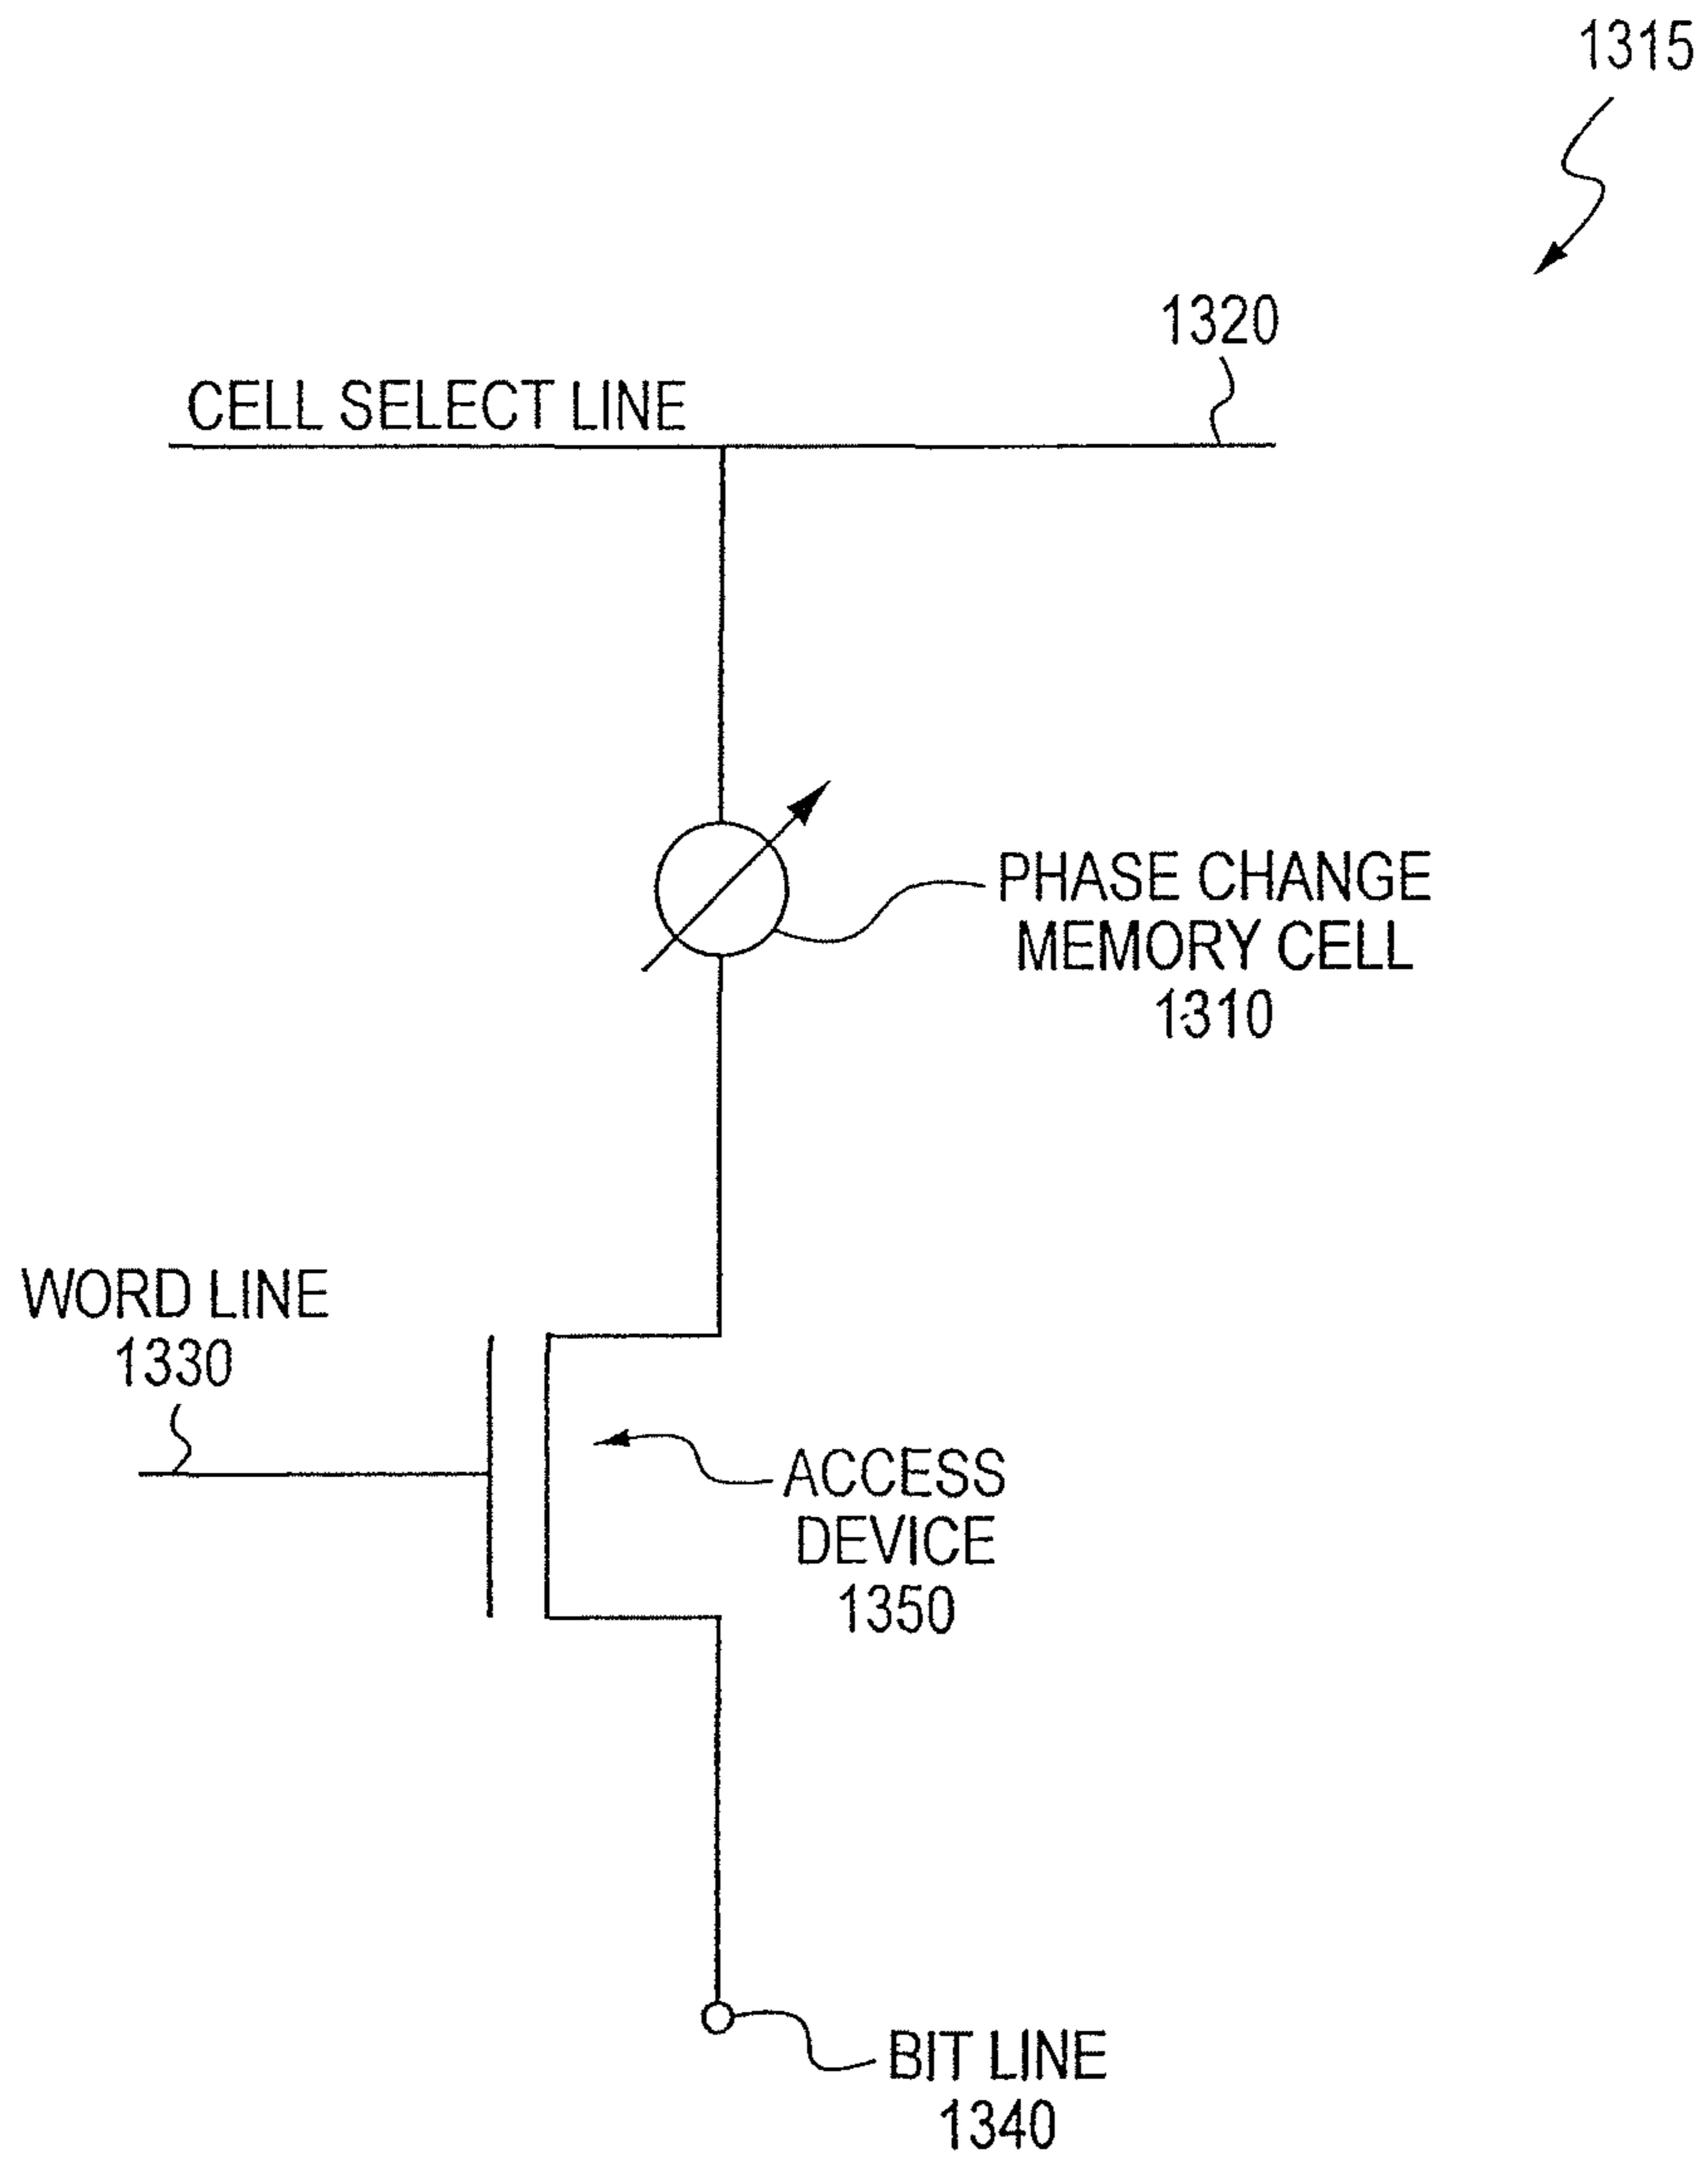 1315
1320
CELL SELECT LINE
PHASE CHANGE
MEMORY CELL
1310
WORD LINE
1330
ACCESS
DEVICE
1350
BIT LINE
1340